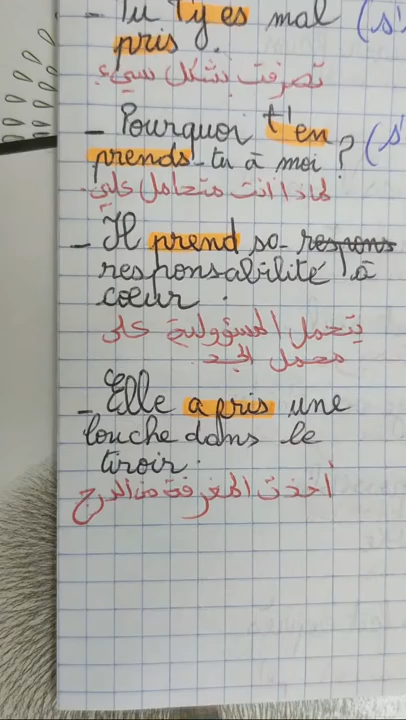 - Tu t'y es mal (s'
pris.
تصرفت بشكل سيء
- Pourquoi t'en
prends-tu à moi ? (s'
لماذا انت متحامل علي.
- Il prend sa respons
responsabilité à
coeur.
يتحمل المسؤولية على
محمل الجد.
- Elle a pris une
louche dans le
tiroir.
أخذت المغرفة من الدرج